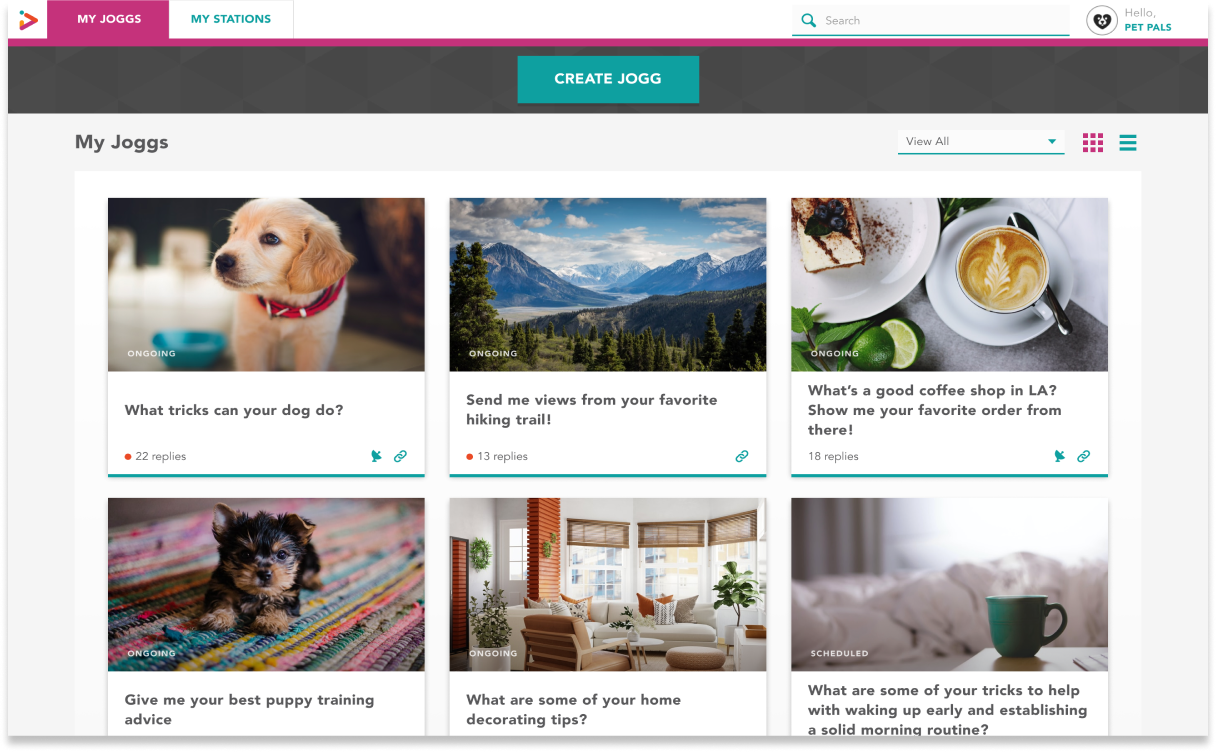 MY JOGGS
MY STATIONS
Search
Hello,
PET PALS
CREATE JOGG
My Joggs
View All
ONGOING
What tricks can your dog do?
22 replies
ONGOING
Send me views from your favorite
hiking trail!
13 replies
ONGOING
What's a good coffee shop in LA?
Show me your favorite order from
there!
18 replies
ONGOING
Give me your best puppy training
advice
ONGOING
What are some of your home
decorating tips?
SCHEDULED
What are some of your tricks to help
with waking up early and establishing
a solid morning routine?